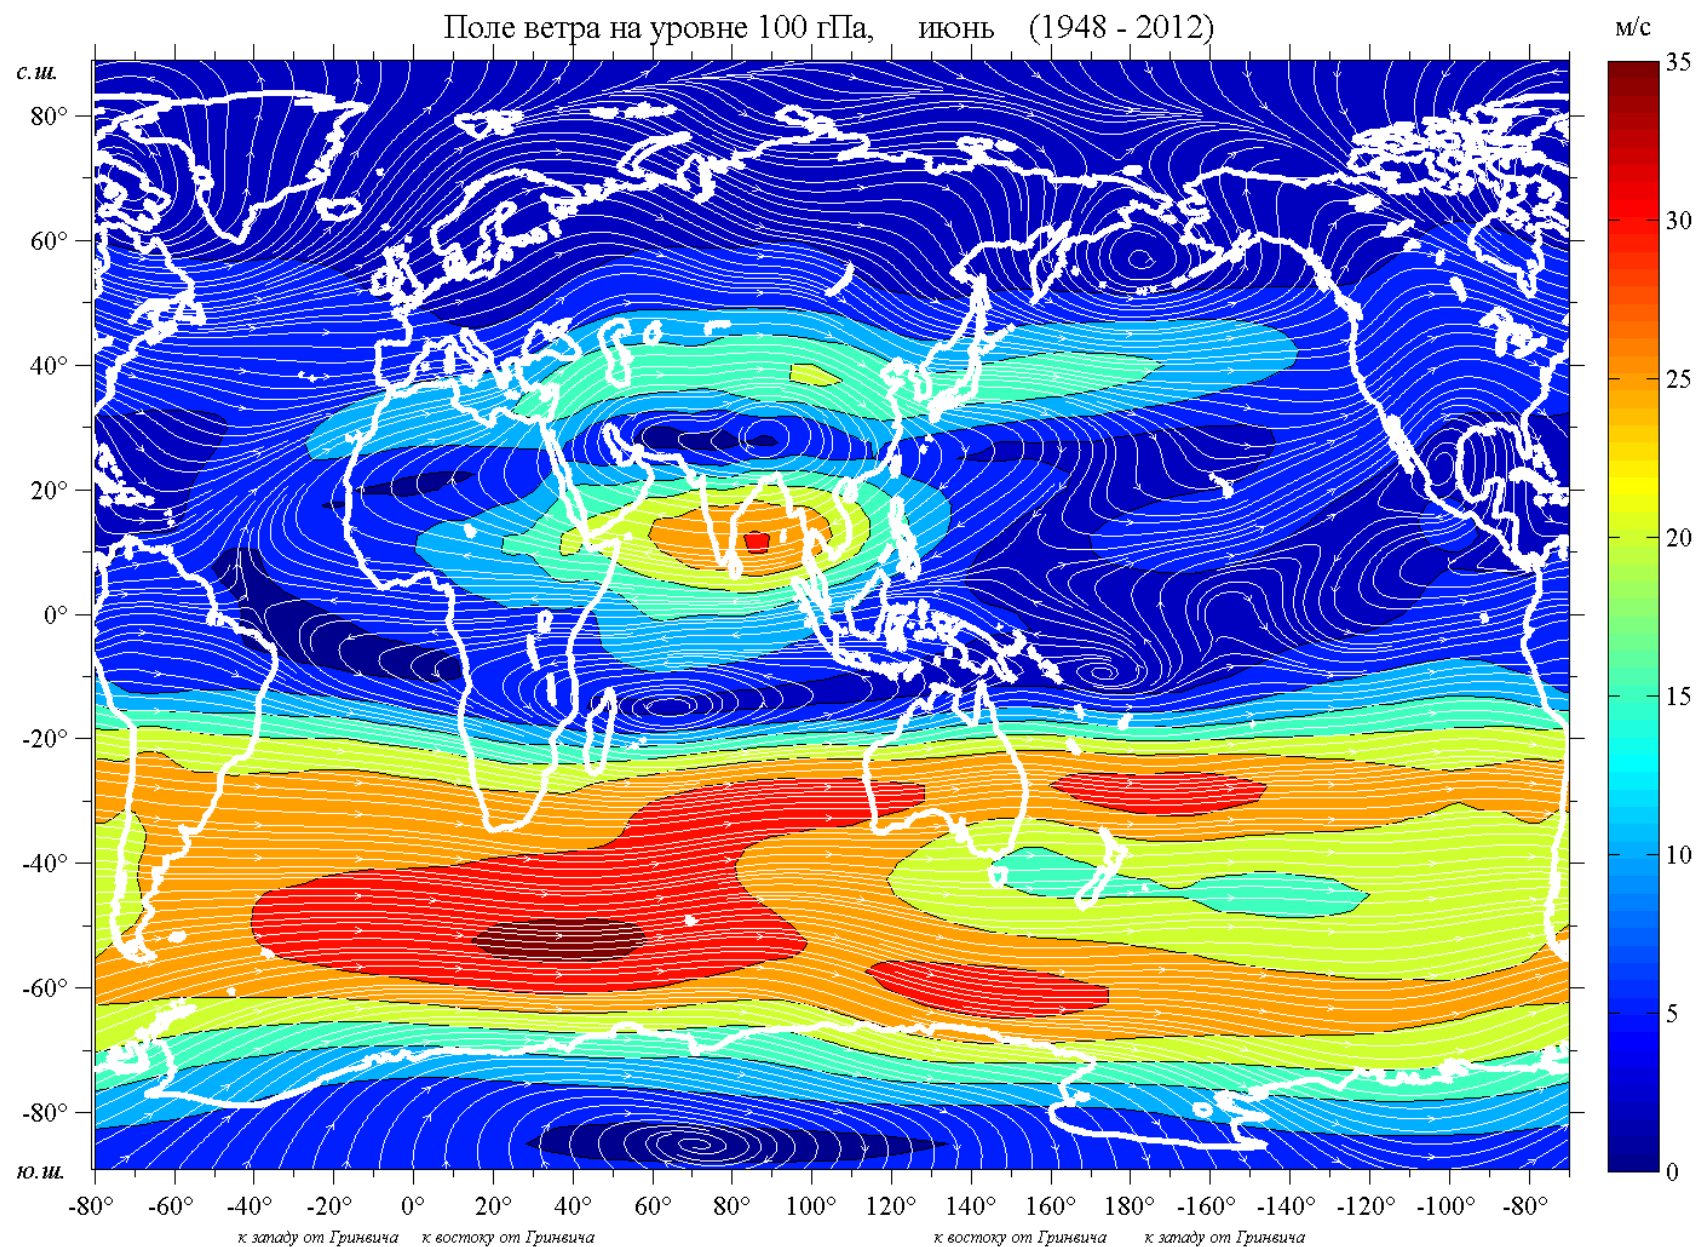 Поле ветра на уровне 100 гПа, июнь (1948 - 2012)
м/с
с.ш.
80°
60°
40°
20°
0°
-20°
-40°
-60°
-80°
ю.ш.
35
30
25
20
15
10
5
0
-80° -60° -40° -20° 0° 20° 40° 60° 80° 100° 120° 140° 160° 180° -160° -140° -120° -100° -80°
к западу от Гринвича к востоку от Гринвича к востоку от Гринвича к западу от Гринвича